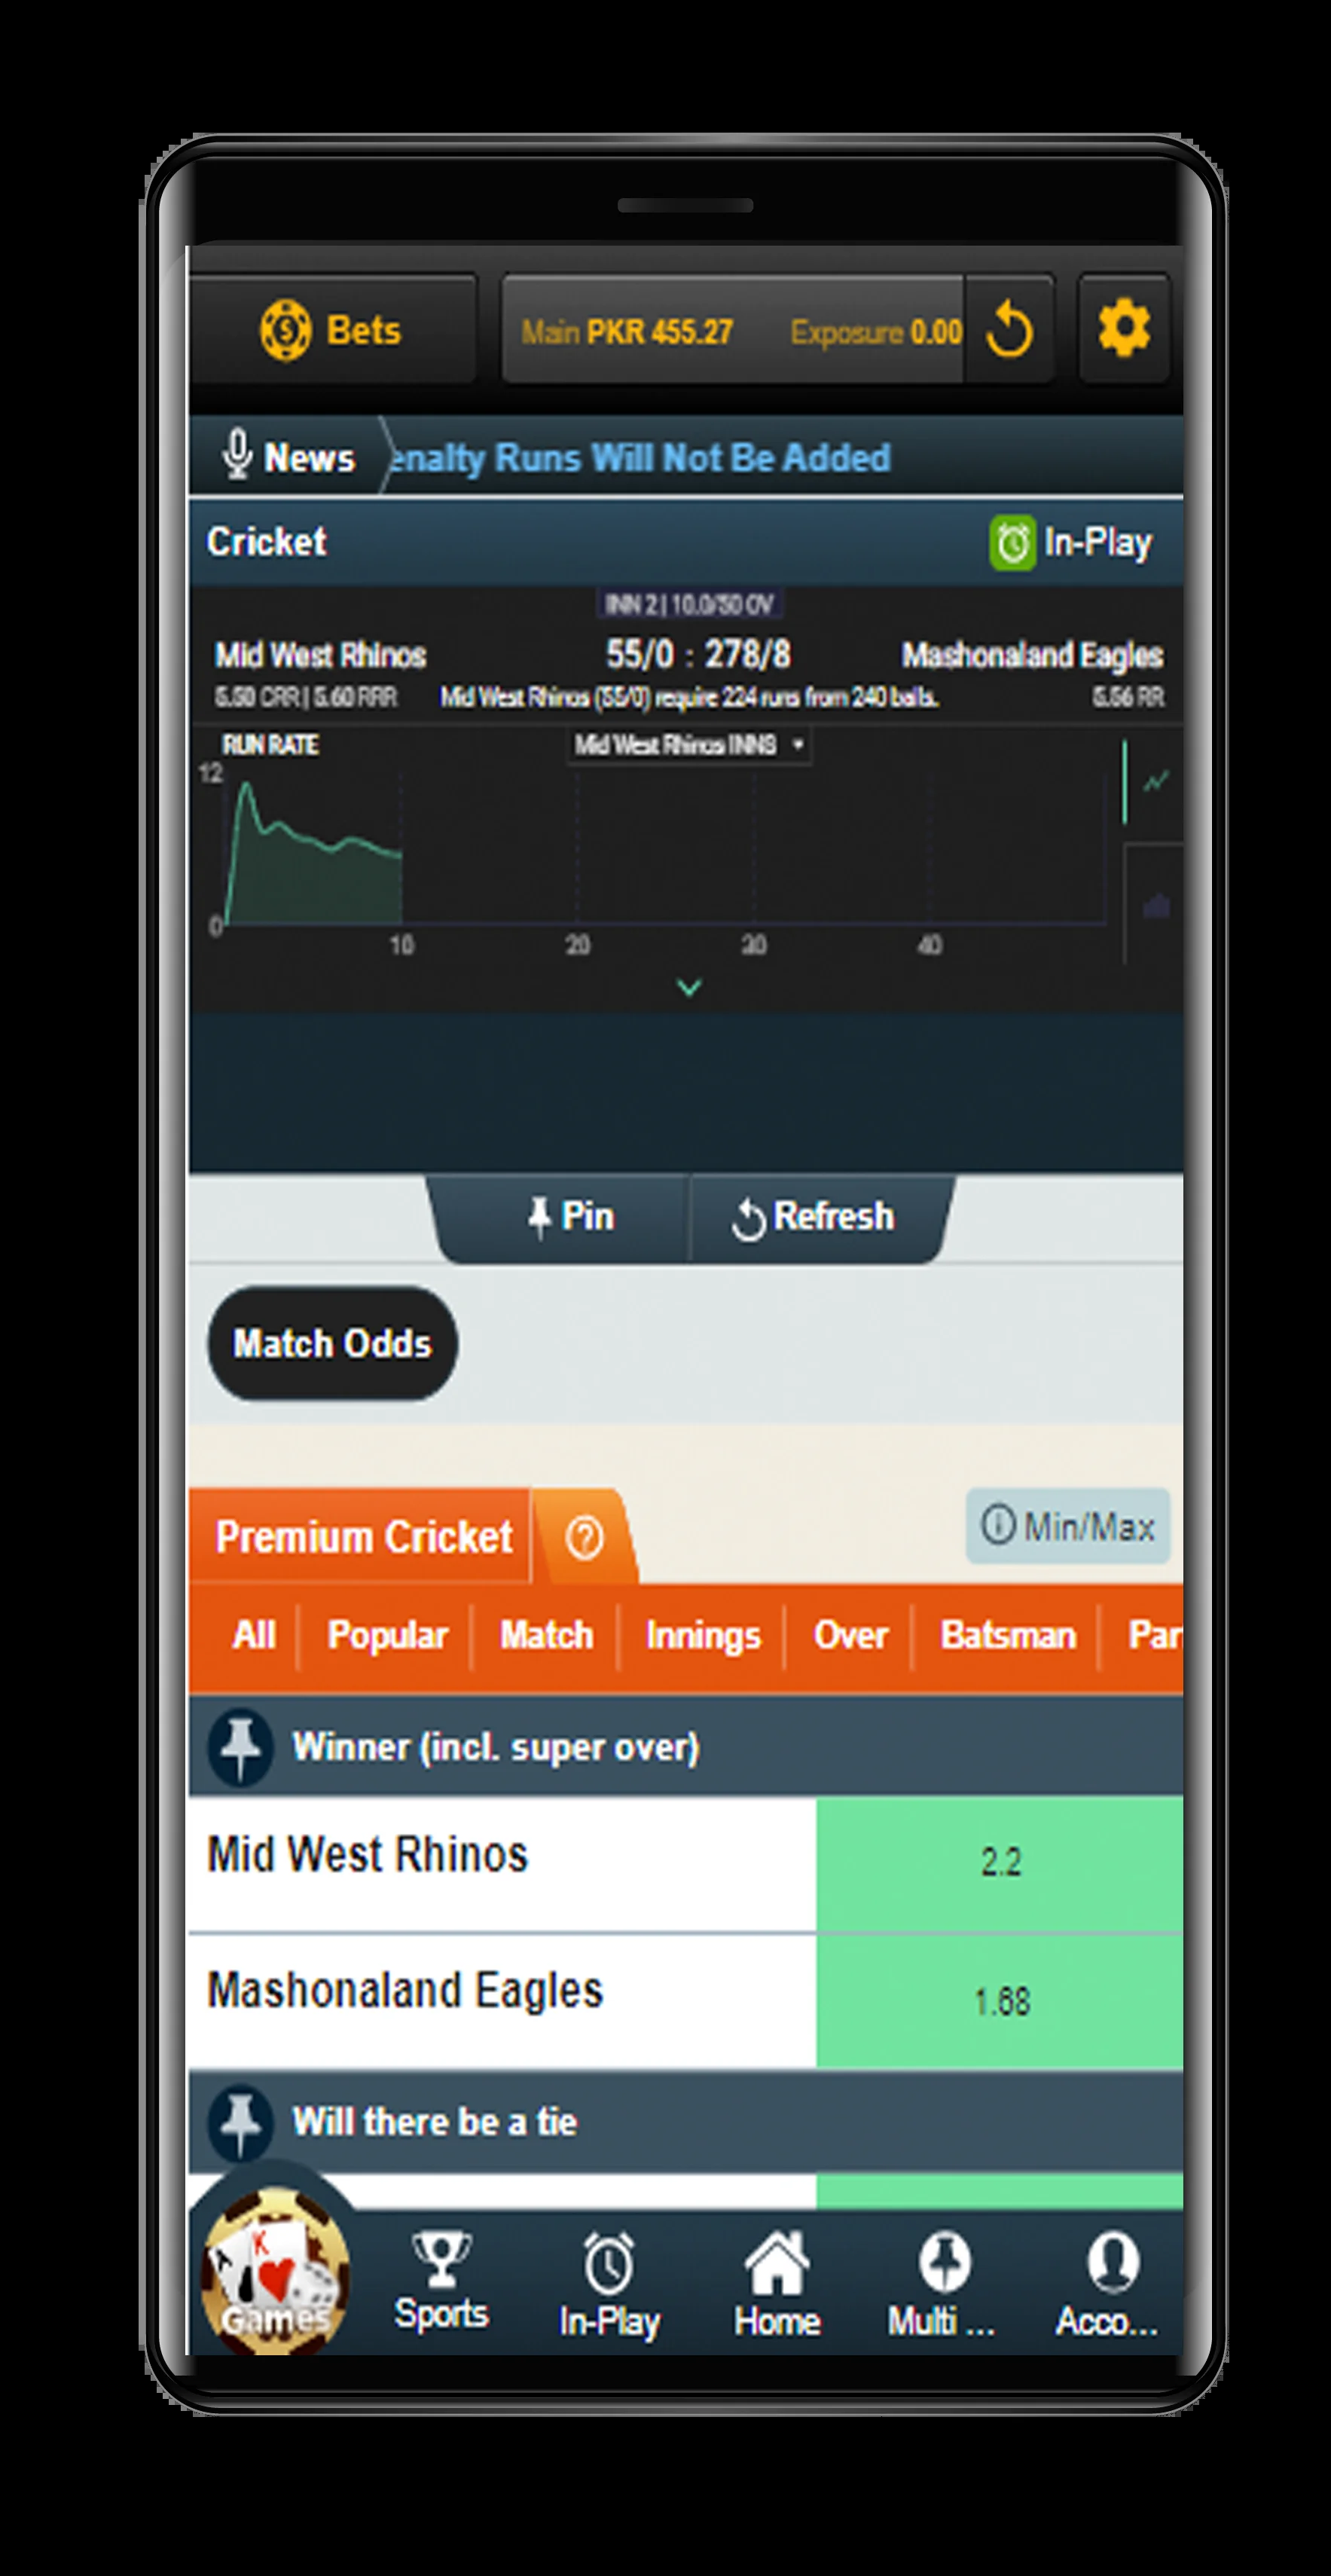 Bets
Main PKR 455.27 Exposure 0.00
News enalty Runs Will Not Be Added
Cricket In-Play
INN 2 | 10.0/50 OV
Mid West Rhinos 55/0 : 278/8 Mashonaland Eagles
5.50 CRR | 5.60 RRR Mid West Rhinos (55/0) require 224 runs from 240 balls. 5.56 RR
RUN RATE Mid West Rhinos INNS
12
0
10 20 30 40
Pin Refresh
Match Odds
Premium Cricket Min/Max
All Popular Match Innings Over Batsman Par
Winner (incl. super over)
Mid West Rhinos 2.2
Mashonaland Eagles 1.68
Will there be a tie
Games Sports In-Play Home Multi ... Acco...